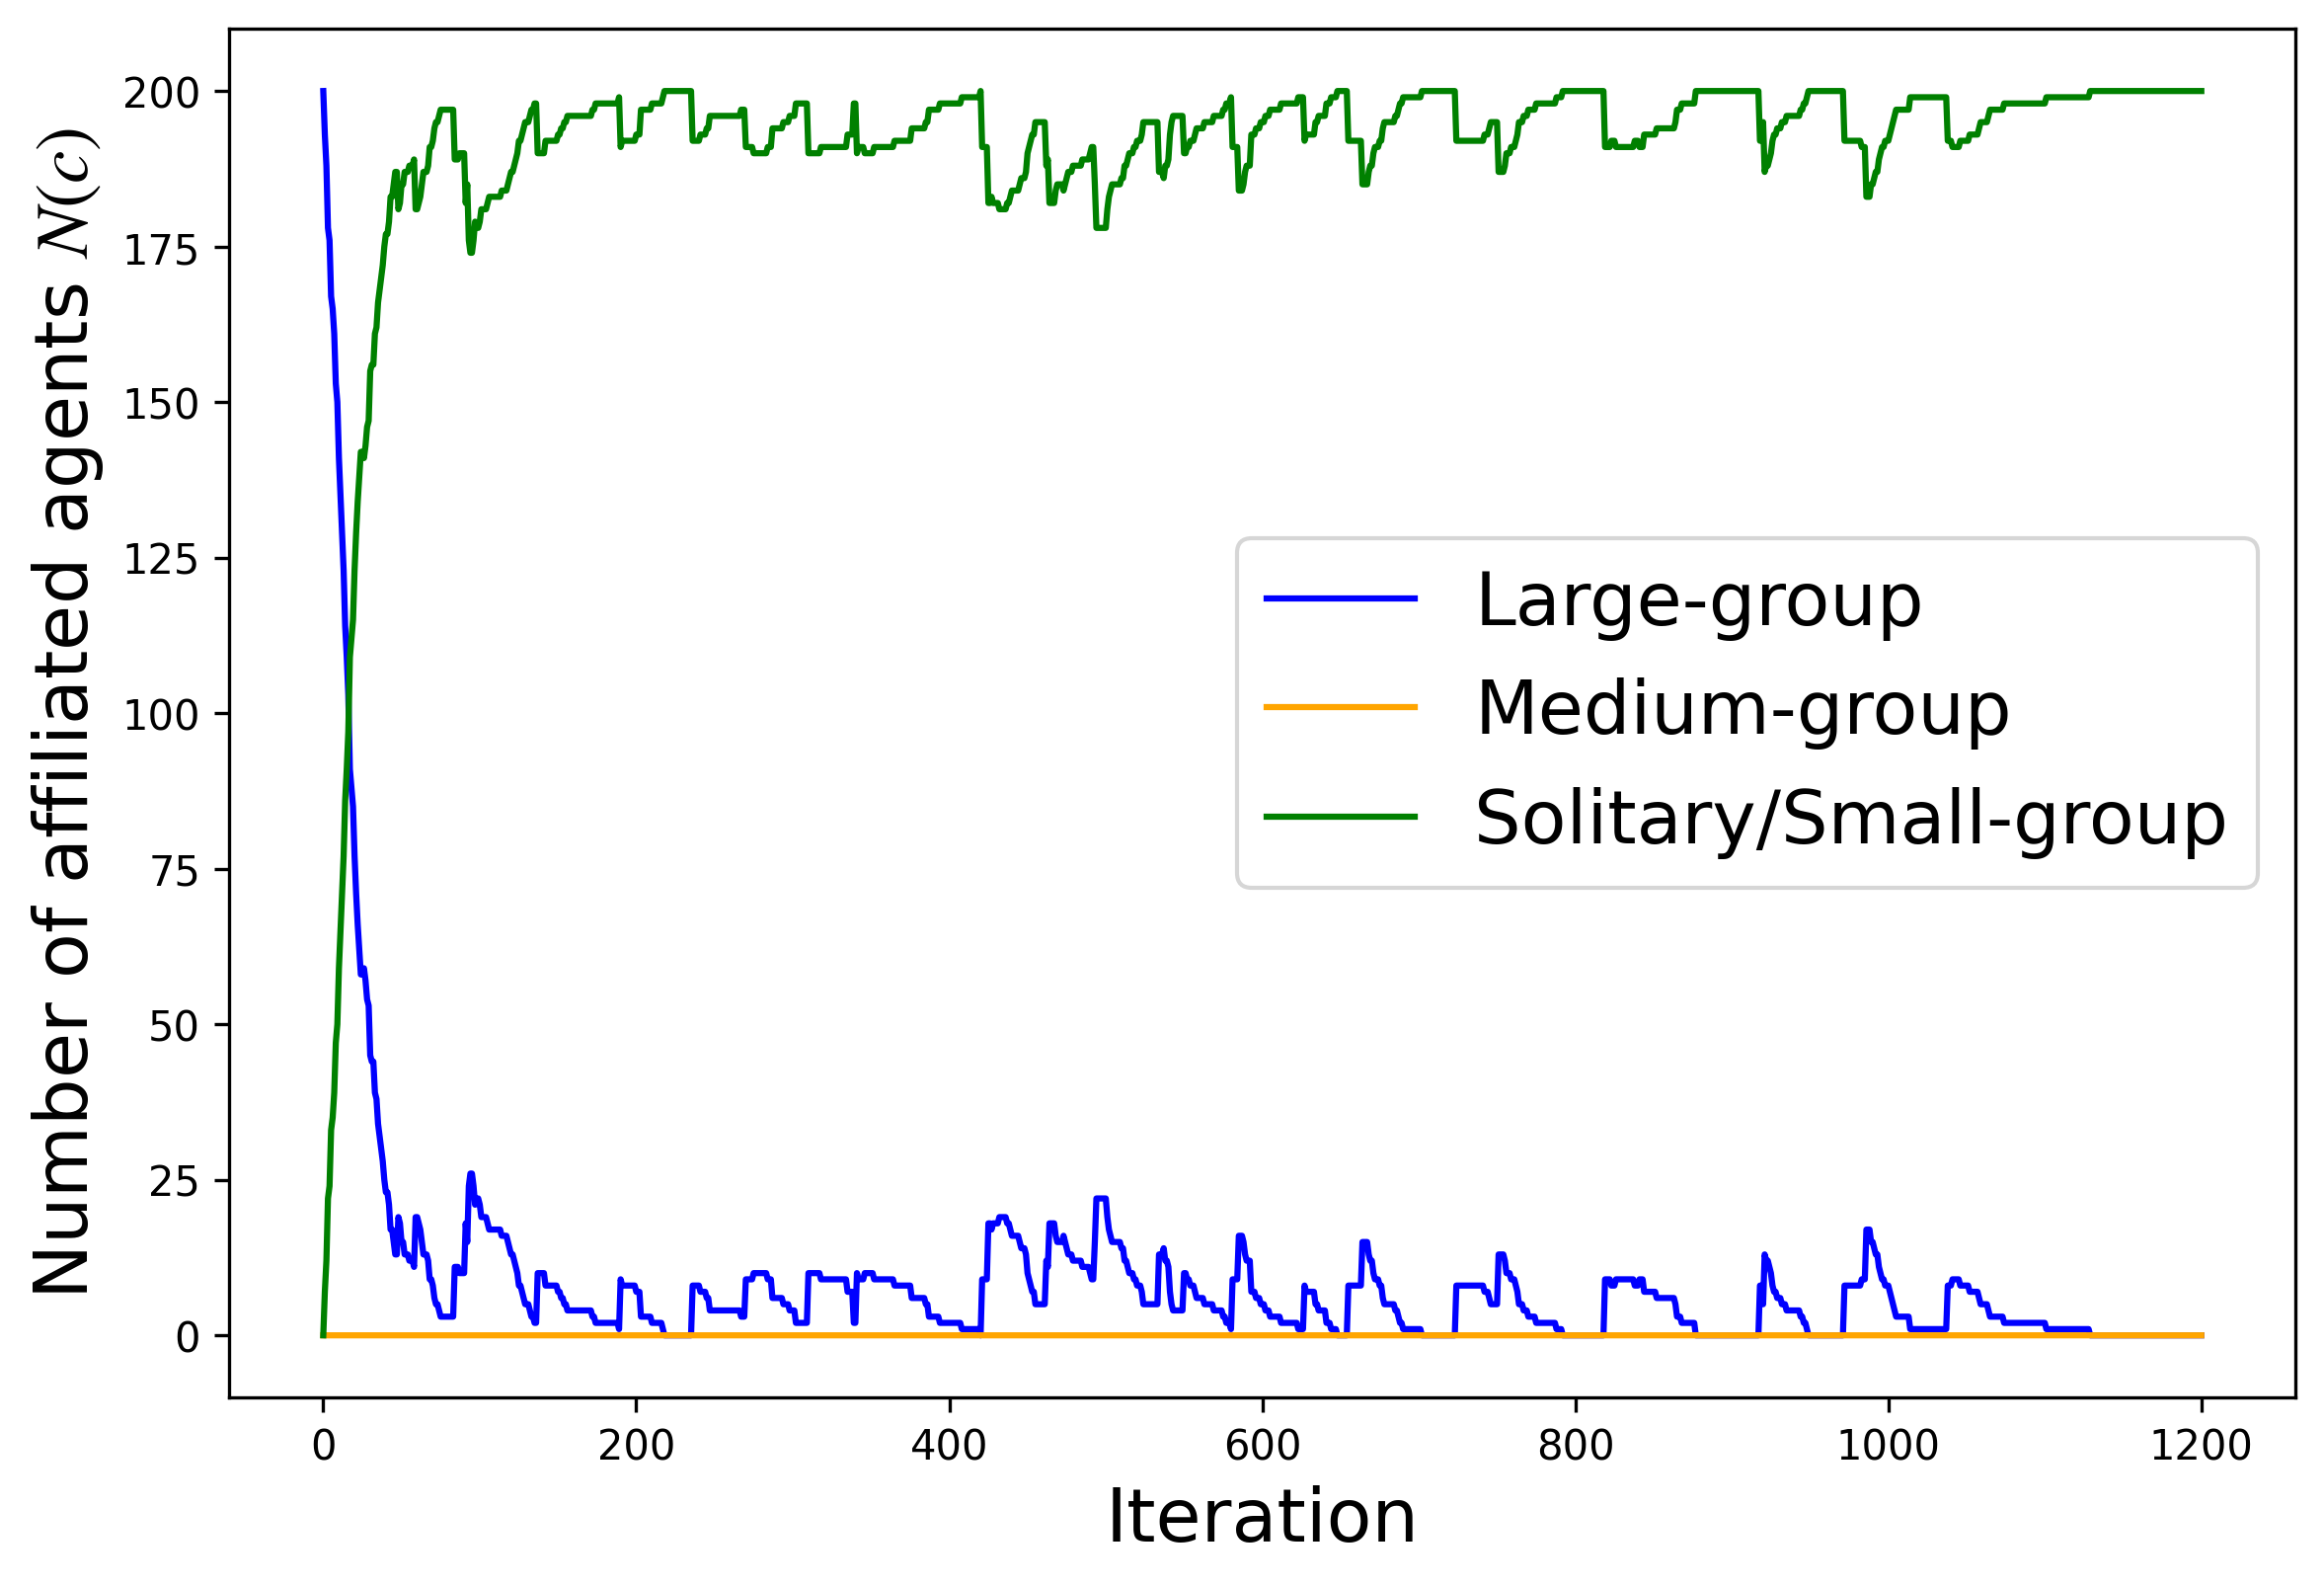 Number of affiliated agents N(c)
200
175
150
125
100
75
50
25
0
Large-group
Medium-group
Solitary/Small-group
0 200 400 600 800 1000 1200
Iteration